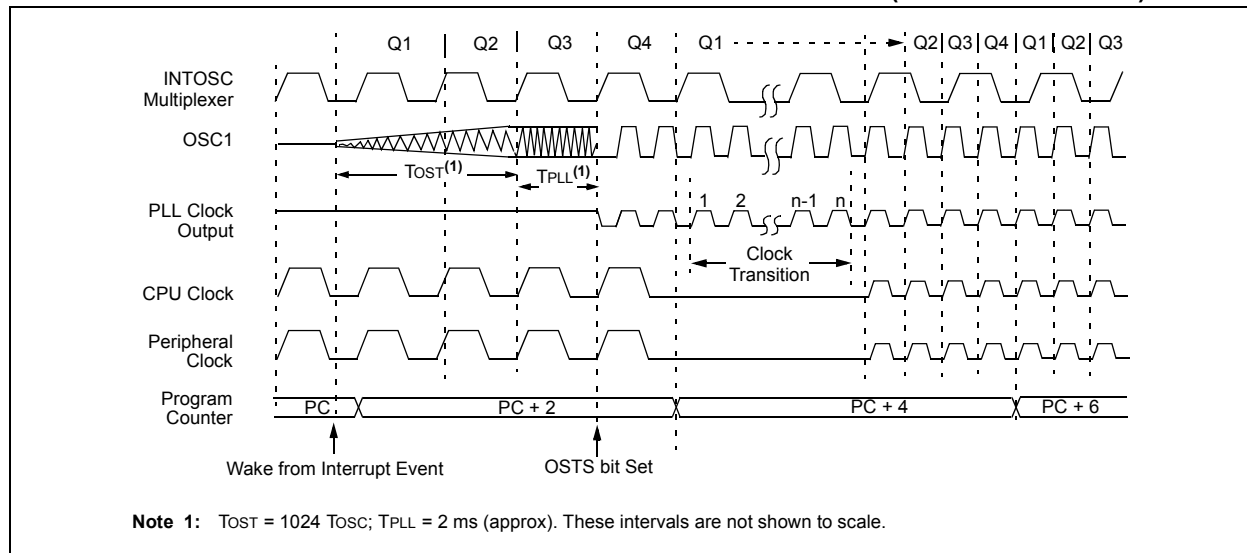 Q1 Q2 Q3 Q4 Q1 Q2 Q3 Q4 Q1 Q2 Q3
INTOSC
Multiplexer
OSC1
TOST(1) TPLL(1)
PLL Clock
Output
1 2 n-1 n
Clock
Transition
CPU Clock
Peripheral
Clock
Program
Counter
PC PC + 2 PC + 4 PC + 6
Wake from Interrupt Event OSTS bit Set
Note 1: TOST = 1024 TOSC; TPLL = 2 ms (approx). These intervals are not shown to scale.